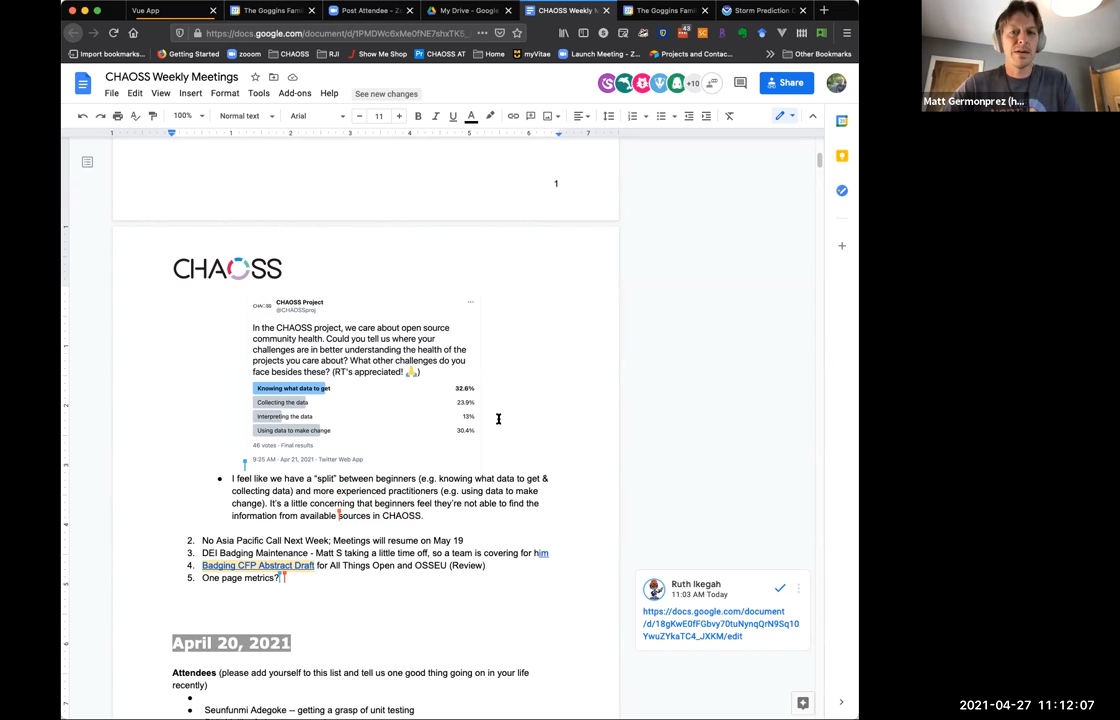 Vue App
The Goggins Fami
Post Attendee - Zo
My Drive - Google
CHAOSS Weekly M
The Goggins Fami
Storm Prediction C
https://docs.google.com/document/d/1PMDWc6xMe0fNE7shxTK5_
Import bookmarks...
Getting Started
zooom
CHAOSS
RJI
Show Me Shop
CHAOSS AT
Home
myVitae
Launch Meeting - Z...
Projects and Contac...
Other Bookmarks
CHAOSS Weekly Meetings
File Edit View Insert Format Tools Add-ons Help
See new changes
+10
Share
100%
Normal text
Arial
11
Matt Germonprez (h...
1
CHAOSS
CHAOSS Project
@CHAOSSproj
In the CHAOSS project, we care about open source
community health. Could you tell us where your
challenges are in better understanding the health of the
projects you care about? What other challenges do you
face besides these? (RT's appreciated! 🙏)
Knowing what data to get 32.6%
Collecting the data 23.9%
Interpreting the data 13%
Using data to make change 30.4%
46 votes · Final results
9:25 AM · Apr 21, 2021 · Twitter Web App
● I feel like we have a “split” between beginners (e.g. knowing what data to get &
collecting data) and more experienced practitioners (e.g. using data to make
change). It’s a little concerning that beginners feel they’re not able to find the
information from available sources in CHAOSS.
2. No Asia Pacific Call Next Week; Meetings will resume on May 19
3. DEI Badging Maintenance - Matt S taking a little time off, so a team is covering for him
4. Badging CFP Abstract Draft for All Things Open and OSSEU (Review)
5. One page metrics?
Ruth Ikegah
11:03 AM Today
https://docs.google.com/document
/d/18gKwE0fFGbvy70tuNynqQrN9Sq10
YwuZYkaTC4_JXKM/edit
April 20, 2021
Attendees (please add yourself to this list and tell us one good thing going on in your life
recently)
●
● Seunfunmi Adegoke -- getting a grasp of unit testing
2021-04-27 11:12:07